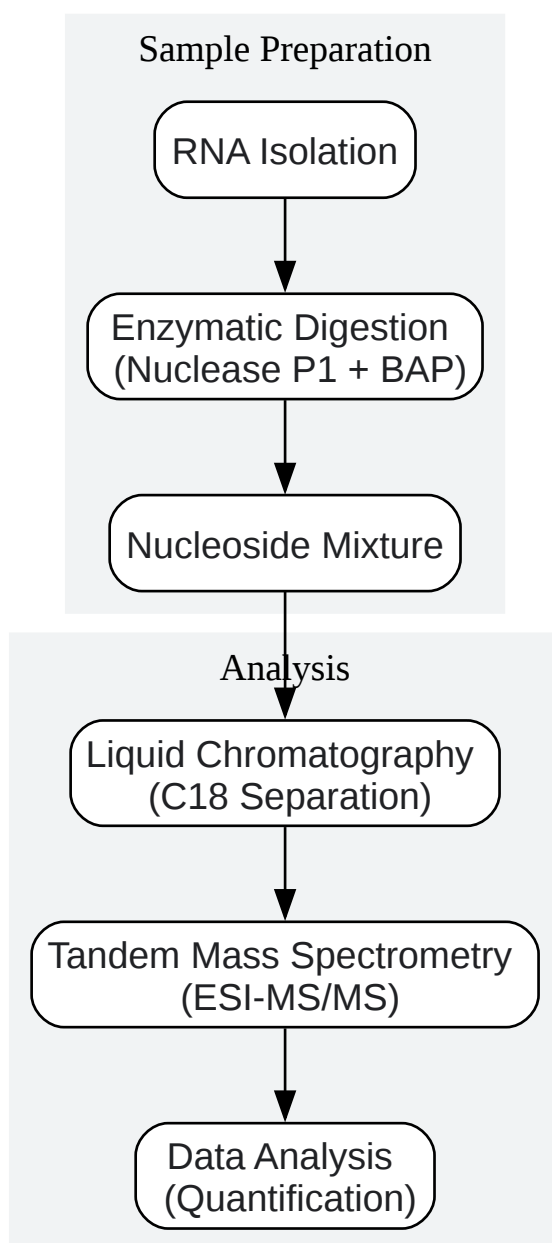 Sample Preparation
RNA Isolation
Enzymatic Digestion
(Nuclease P1 + BAP)
Nucleoside Mixture
Analysis
Liquid Chromatography
(C18 Separation)
Tandem Mass Spectrometry
(ESI-MS/MS)
Data Analysis
(Quantification)